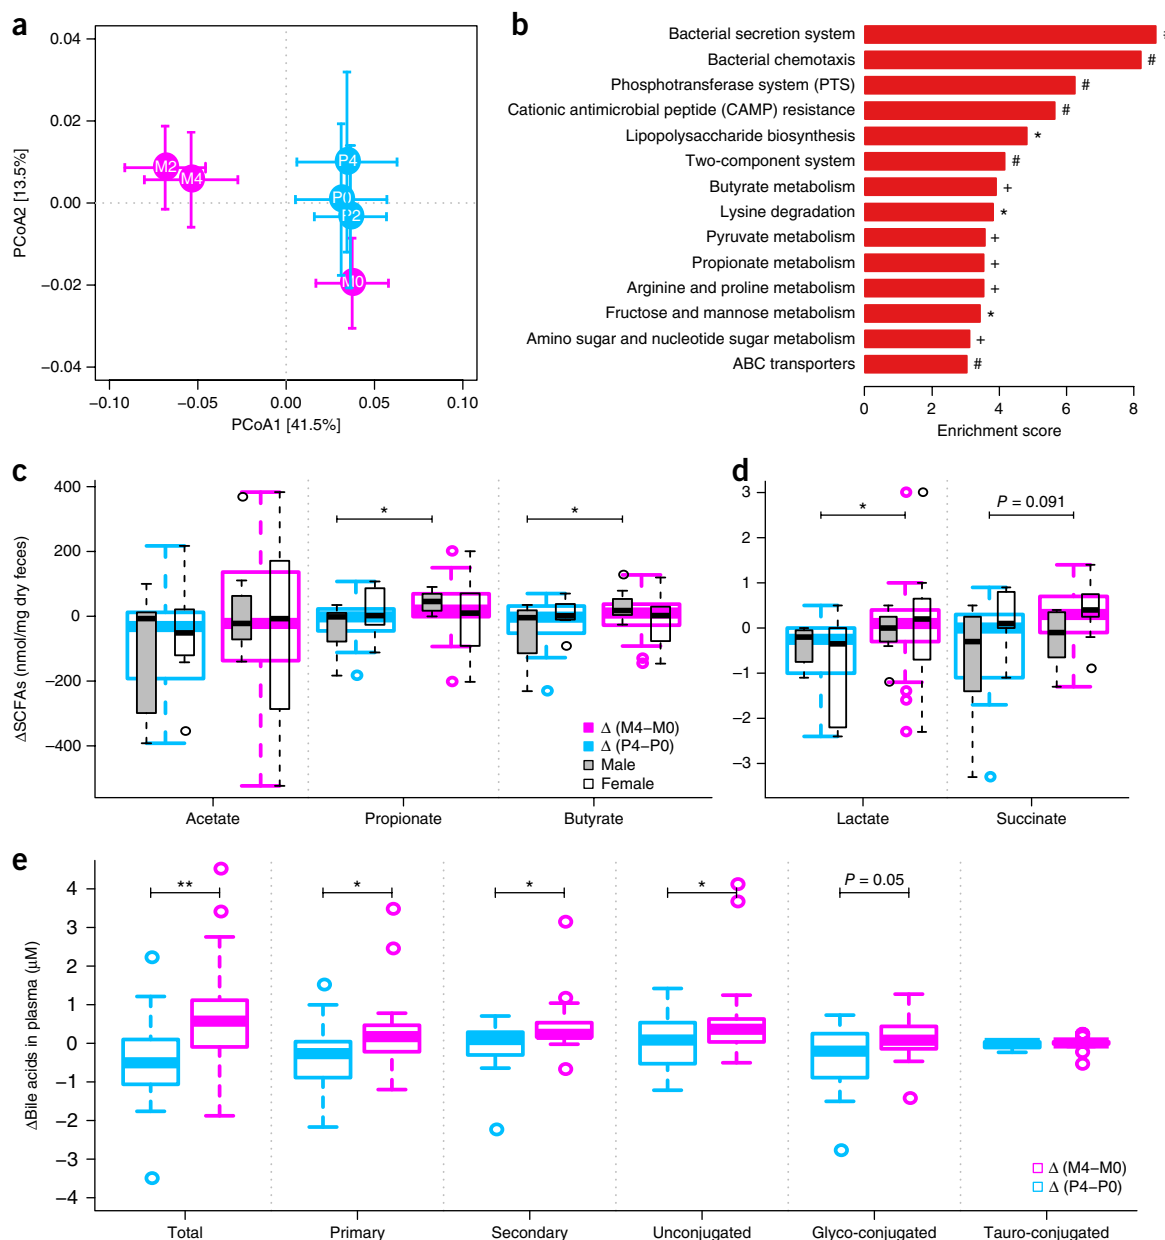 a
0.04
0.02
0.00
−0.02
−0.04
PCoA2 [13.5%]
M2
M4
P4
P0
P2
M0
−0.10
−0.05
0.00
0.05
0.10
PCoA1 [41.5%]
b
Bacterial secretion system
Bacterial chemotaxis #
Phosphotransferase system (PTS) #
Cationic antimicrobial peptide (CAMP) resistance #
Lipopolysaccharide biosynthesis *
Two-component system #
Butyrate metabolism +
Lysine degradation *
Pyruvate metabolism +
Propionate metabolism +
Arginine and proline metabolism +
Fructose and mannose metabolism *
Amino sugar and nucleotide sugar metabolism +
ABC transporters #
0 2 4 6 8
Enrichment score
c
400
200
0
−200
−400
ΔSCFAs (nmol/mg dry feces)
*
*
Δ (M4–M0)
Δ (P4–P0)
Male
Female
Acetate
Propionate
Butyrate
d
3
2
1
0
−1
−2
−3
*
P = 0.091
Lactate
Succinate
e
4
3
2
1
0
−1
−2
−3
−4
ΔBile acids in plasma (μM)
**
*
*
*
P = 0.05
Δ (M4–M0)
Δ (P4–P0)
Total
Primary
Secondary
Unconjugated
Glyco-conjugated
Tauro-conjugated